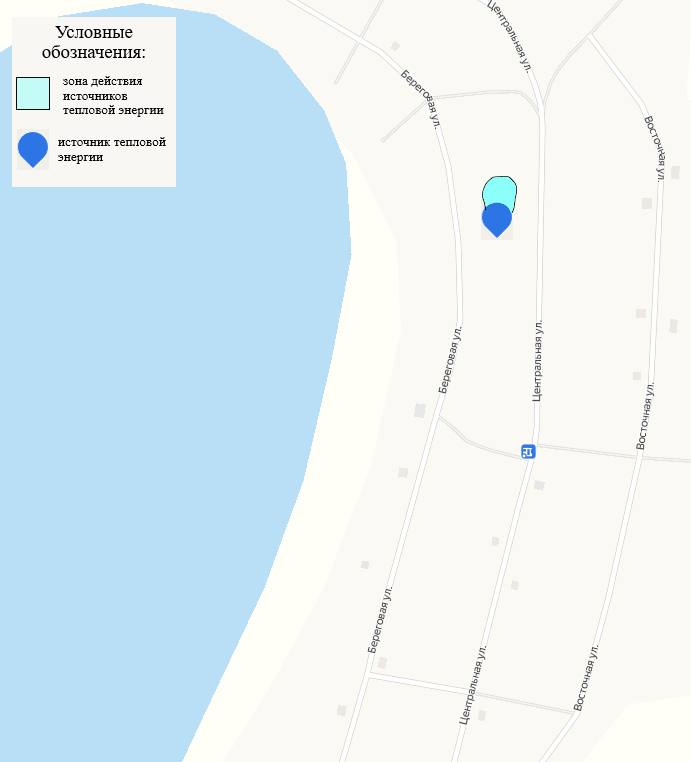 Условные
обозначения:
зона действия
источников
тепловой энергии
источник тепловой
энергии
Центральная ул.
Береговая ул.
Восточная ул.
Береговая ул.
Центральная ул.
Восточная ул.
Береговая ул.
Центральная ул.
Восточная ул.